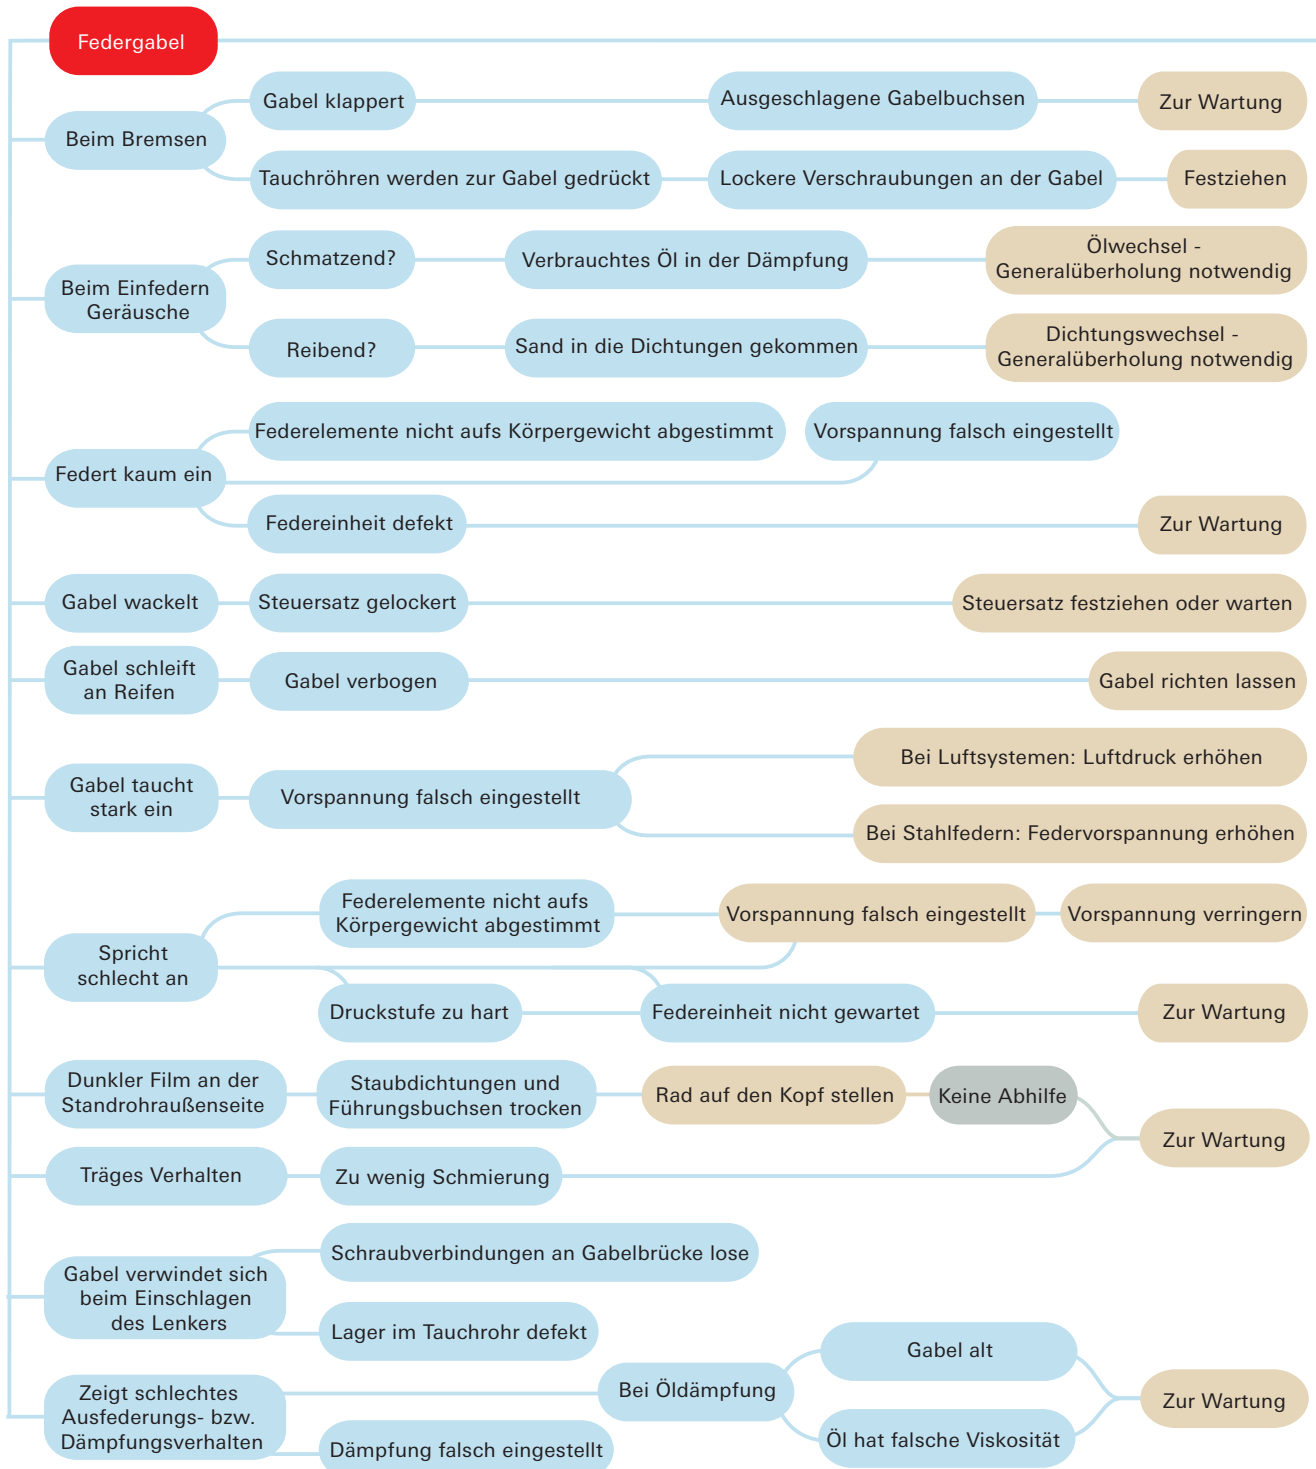 Federgabel
Gabel klappert
Ausgeschlagene Gabelbuchsen
Zur Wartung
Beim Bremsen
Tauchröhren werden zur Gabel gedrückt
Lockere Verschraubungen an der Gabel
Festziehen
Schmatzend?
Verbrauchtes Öl in der Dämpfung
Ölwechsel -
Generalüberholung notwendig
Beim Einfedern
Geräusche
Reibend?
Sand in die Dichtungen gekommen
Dichtungswechsel -
Generalüberholung notwendig
Federelemente nicht aufs Körpergewicht abgestimmt
Vorspannung falsch eingestellt
Federt kaum ein
Federeinheit defekt
Zur Wartung
Gabel wackelt
Steuersatz gelockert
Steuersatz festziehen oder warten
Gabel schleift
an Reifen
Gabel verbogen
Gabel richten lassen
Gabel taucht
stark ein
Vorspannung falsch eingestellt
Bei Luftsystemen: Luftdruck erhöhen
Bei Stahlfedern: Federvorspannung erhöhen
Federelemente nicht aufs
Körpergewicht abgestimmt
Vorspannung falsch eingestellt
Vorspannung verringern
Spricht
schlecht an
Druckstufe zu hart
Federeinheit nicht gewartet
Zur Wartung
Dunkler Film an der
Standrohraußenseite
Staubdichtungen und
Führungsbuchsen trocken
Rad auf den Kopf stellen
Keine Abhilfe
Zur Wartung
Träges Verhalten
Zu wenig Schmierung
Schraubverbindungen an Gabelbrücke lose
Gabel verwindet sich
beim Einschlagen
des Lenkers
Lager im Tauchrohr defekt
Zeigt schlechtes
Ausfederungs- bzw.
Dämpfungsverhalten
Bei Öldämpfung
Gabel alt
Zur Wartung
Öl hat falsche Viskosität
Dämpfung falsch eingestellt